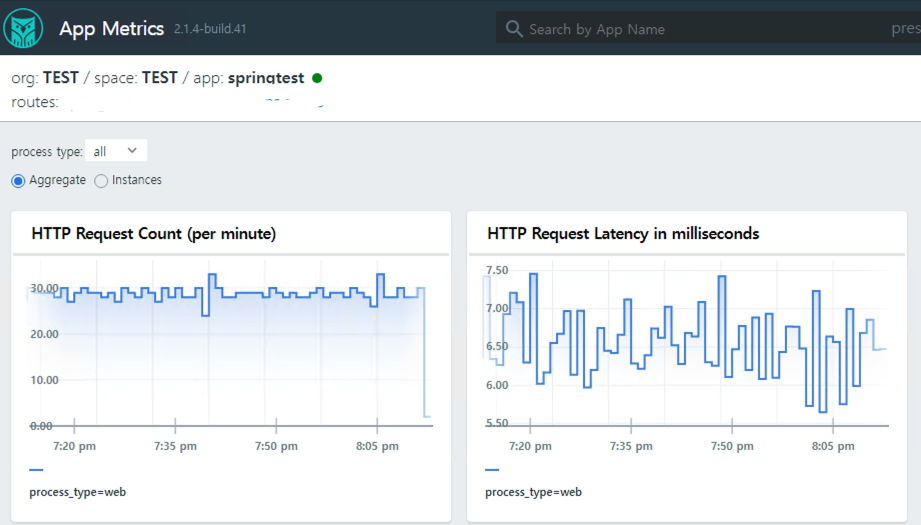 App Metrics 2.1.4-build.41
Search by App Name
org: TEST / space: TEST / app: springtest
routes:
process type: all
Aggregate Instances
HTTP Request Count (per minute)
30.00
20.00
10.00
0.00
7:20 pm 7:35 pm 7:50 pm 8:05 pm
process_type=web
HTTP Request Latency in milliseconds
7.50
7.00
6.50
6.00
5.50
7:20 pm 7:35 pm 7:50 pm 8:05 pm
process_type=web